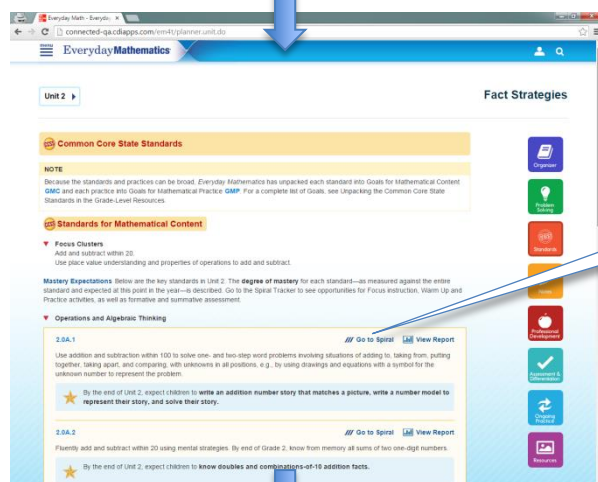 Everyday Math - Everyday
connected-qa.cdiapps.com/em4t/planner.unit.do
menu
EverydayMathematics
Unit 2
Fact Strategies
Common Core State Standards
NOTE
Because the standards and practices can be broad, Everyday Mathematics has unpacked each standard into Goals for Mathematical Content
GMC and each practice into Goals for Mathematical Practice GMP. For a complete list of Goals, see Unpacking the Common Core State
Standards in the Grade-Level Resources.
Standards for Mathematical Content
Focus Clusters
Add and subtract within 20.
Use place value understanding and properties of operations to add and subtract.
Mastery Expectations Below are the key standards in Unit 2. The degree of mastery for each standard—as measured against the entire
standard and expected at this point in the year—is described. Go to the Spiral Tracker to see opportunities for Focus instruction, Warm Up and
Practice activities, as well as formative and summative assessment.
Operations and Algebraic Thinking
2.OA.1
Go to Spiral
View Report
Use addition and subtraction within 100 to solve one- and two-step word problems involving situations of adding to, taking from, putting
together, taking apart, and comparing, with unknowns in all positions, e.g., by using drawings and equations with a symbol for the
unknown number to represent the problem.
By the end of Unit 2, expect children to write an addition number story that matches a picture, write a number model to
represent their story, and solve their story.
2.OA.2
Go to Spiral
View Report
Fluently add and subtract within 20 using mental strategies. By end of Grade 2, know from memory all sums of two one-digit numbers.
By the end of Unit 2, expect children to know doubles and combinations-of-10 addition facts.
Organizer
Problem
Solving
Standards
Professional
Development
Assessment &
Differentiation
Ongoing
Practice
Resources